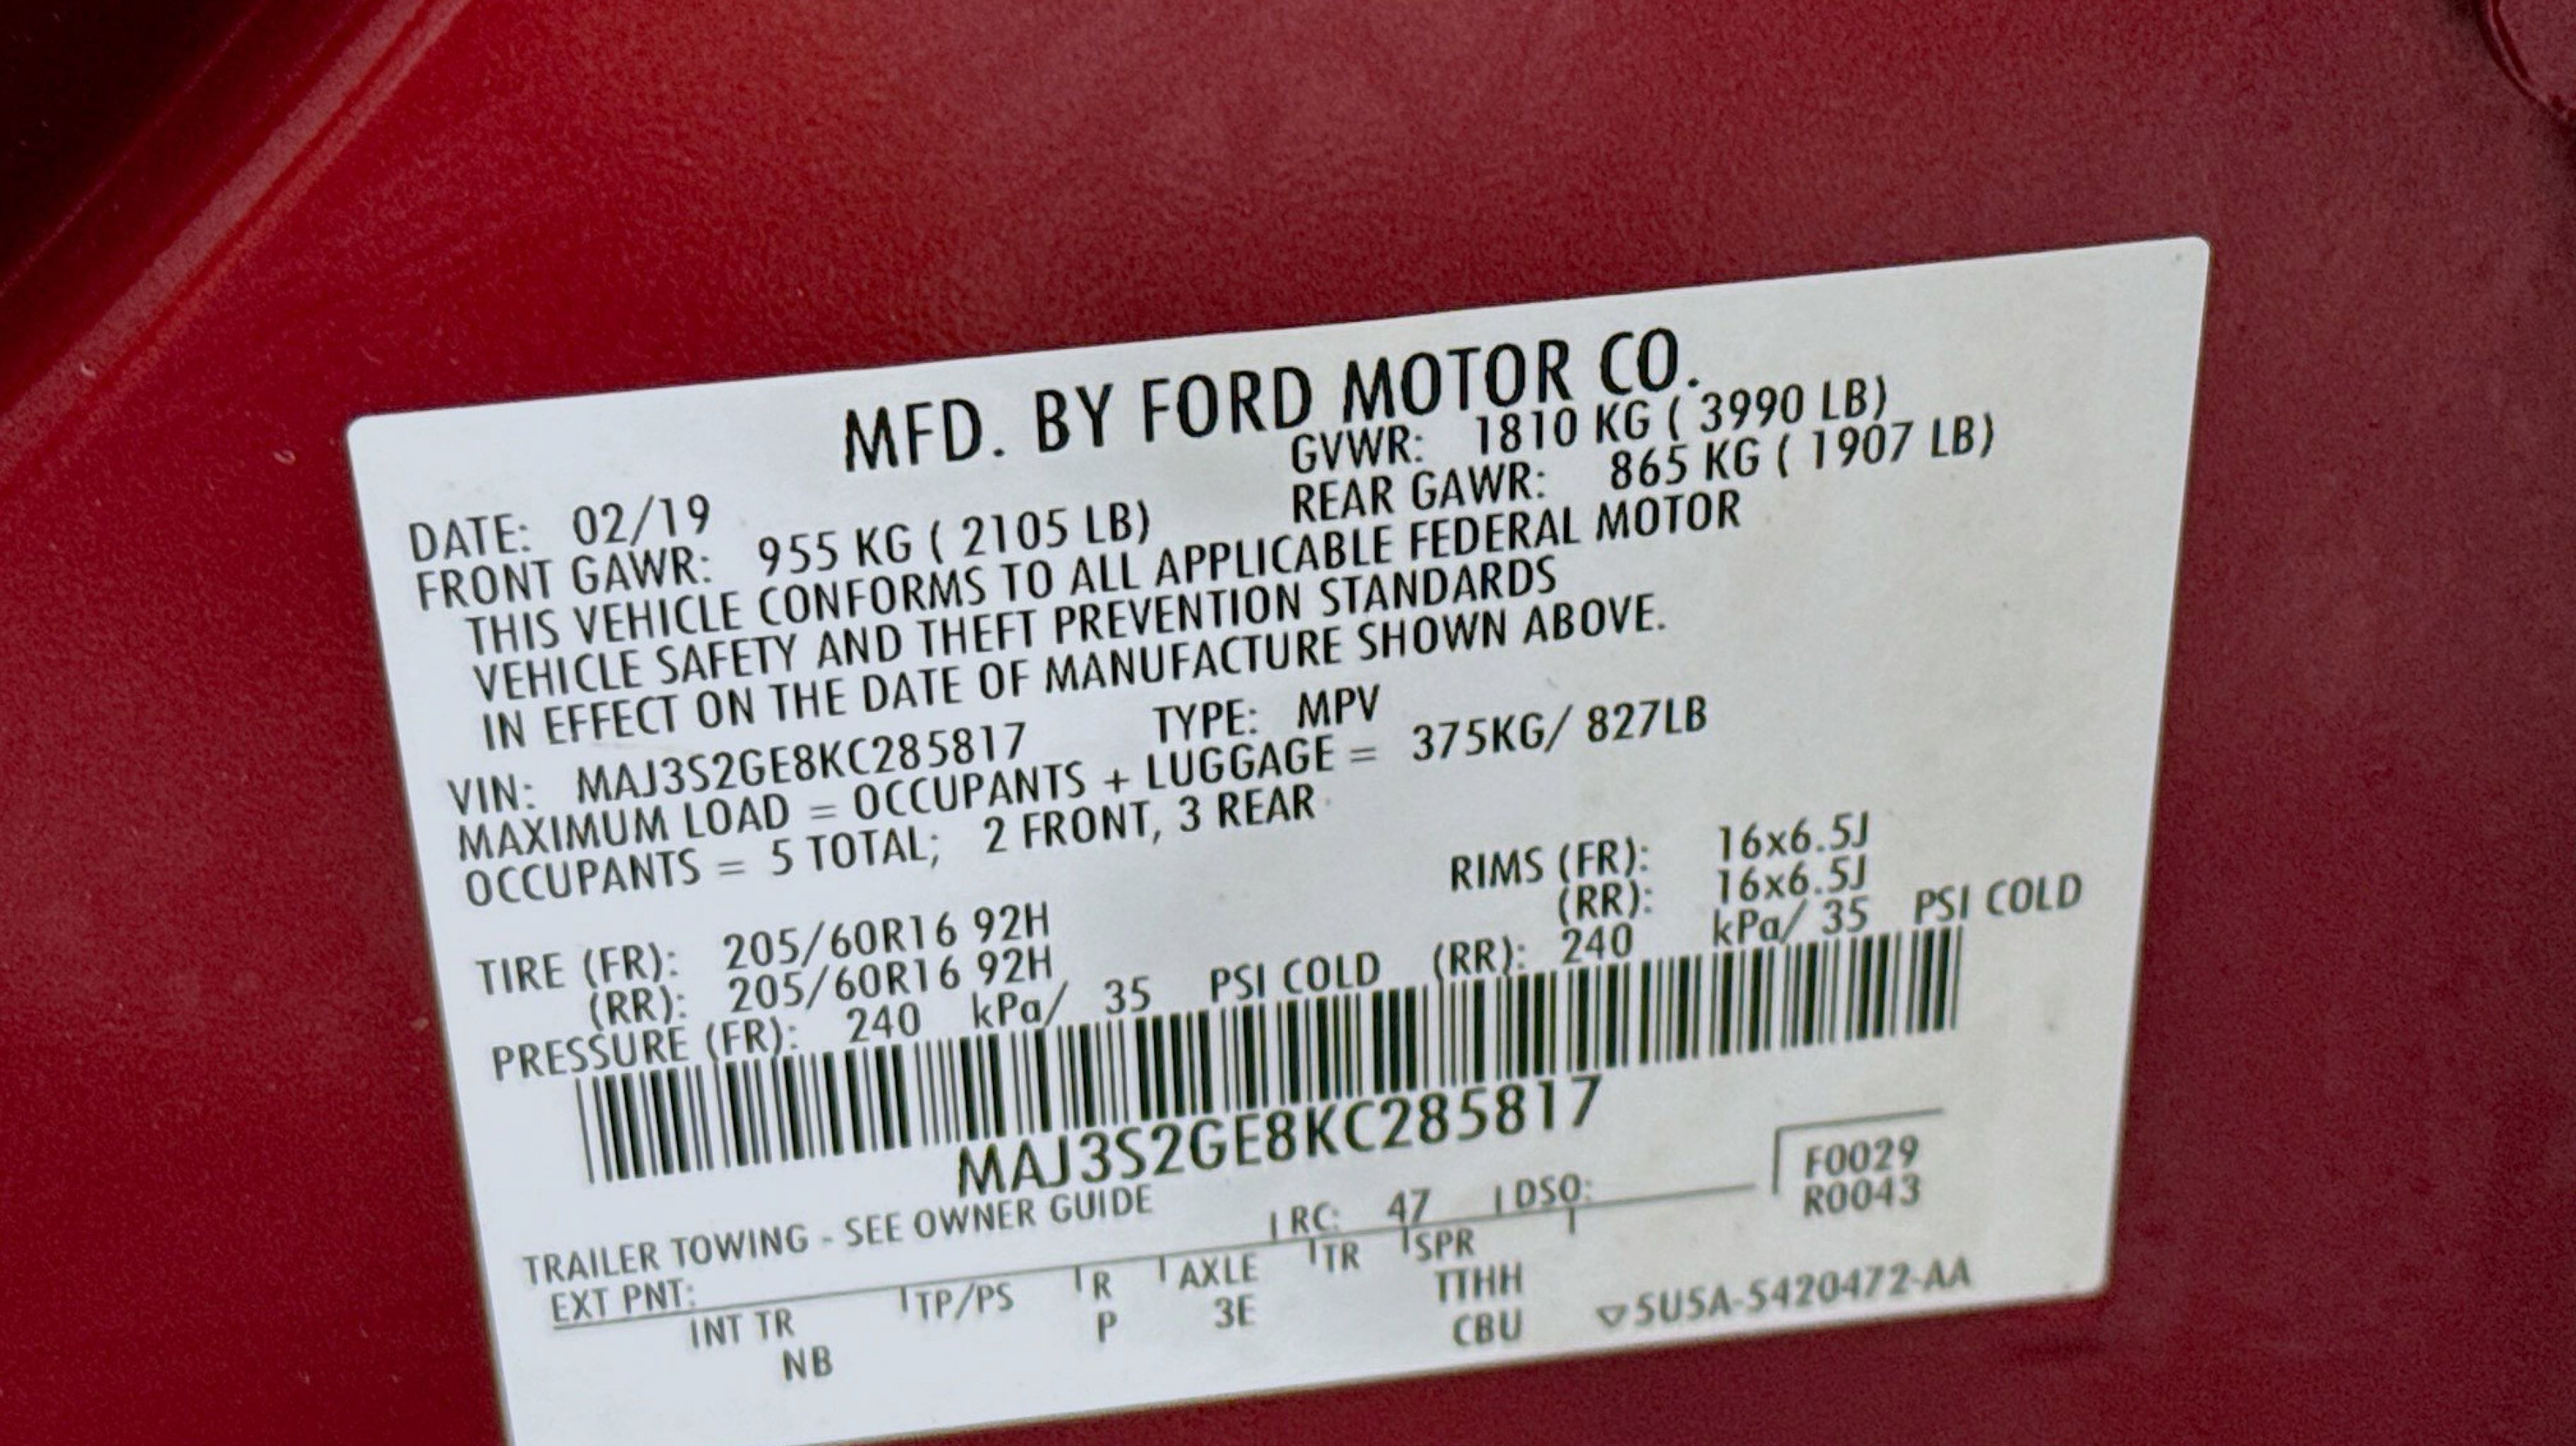 MFD. BY FORD MOTOR CO.
DATE: 02/19 GVWR: 1810 KG ( 3990 LB)
FRONT GAWR: 955 KG ( 2105 LB) REAR GAWR: 865 KG ( 1907 LB)
THIS VEHICLE CONFORMS TO ALL APPLICABLE FEDERAL MOTOR
VEHICLE SAFETY AND THEFT PREVENTION STANDARDS
IN EFFECT ON THE DATE OF MANUFACTURE SHOWN ABOVE.
VIN: MAJ3S2GE8KC285817 TYPE: MPV
MAXIMUM LOAD = OCCUPANTS + LUGGAGE = 375KG/ 827LB
OCCUPANTS = 5 TOTAL; 2 FRONT, 3 REAR
TIRE (FR): 205/60R16 92H RIMS (FR): 16x6.5J
(RR): 205/60R16 92H (RR): 16x6.5J
PRESSURE (FR): 240 kPa/ 35 PSI COLD (RR): 240 kPa/ 35 PSI COLD
MAJ3S2GE8KC285817
F0029
R0043
TRAILER TOWING - SEE OWNER GUIDE
EXT PNT: RC: 47 DSO:
INT TR TP/PS R AXLE TR SPR
NB P 3E TTHH
CBU
5U5A-5420472-AA